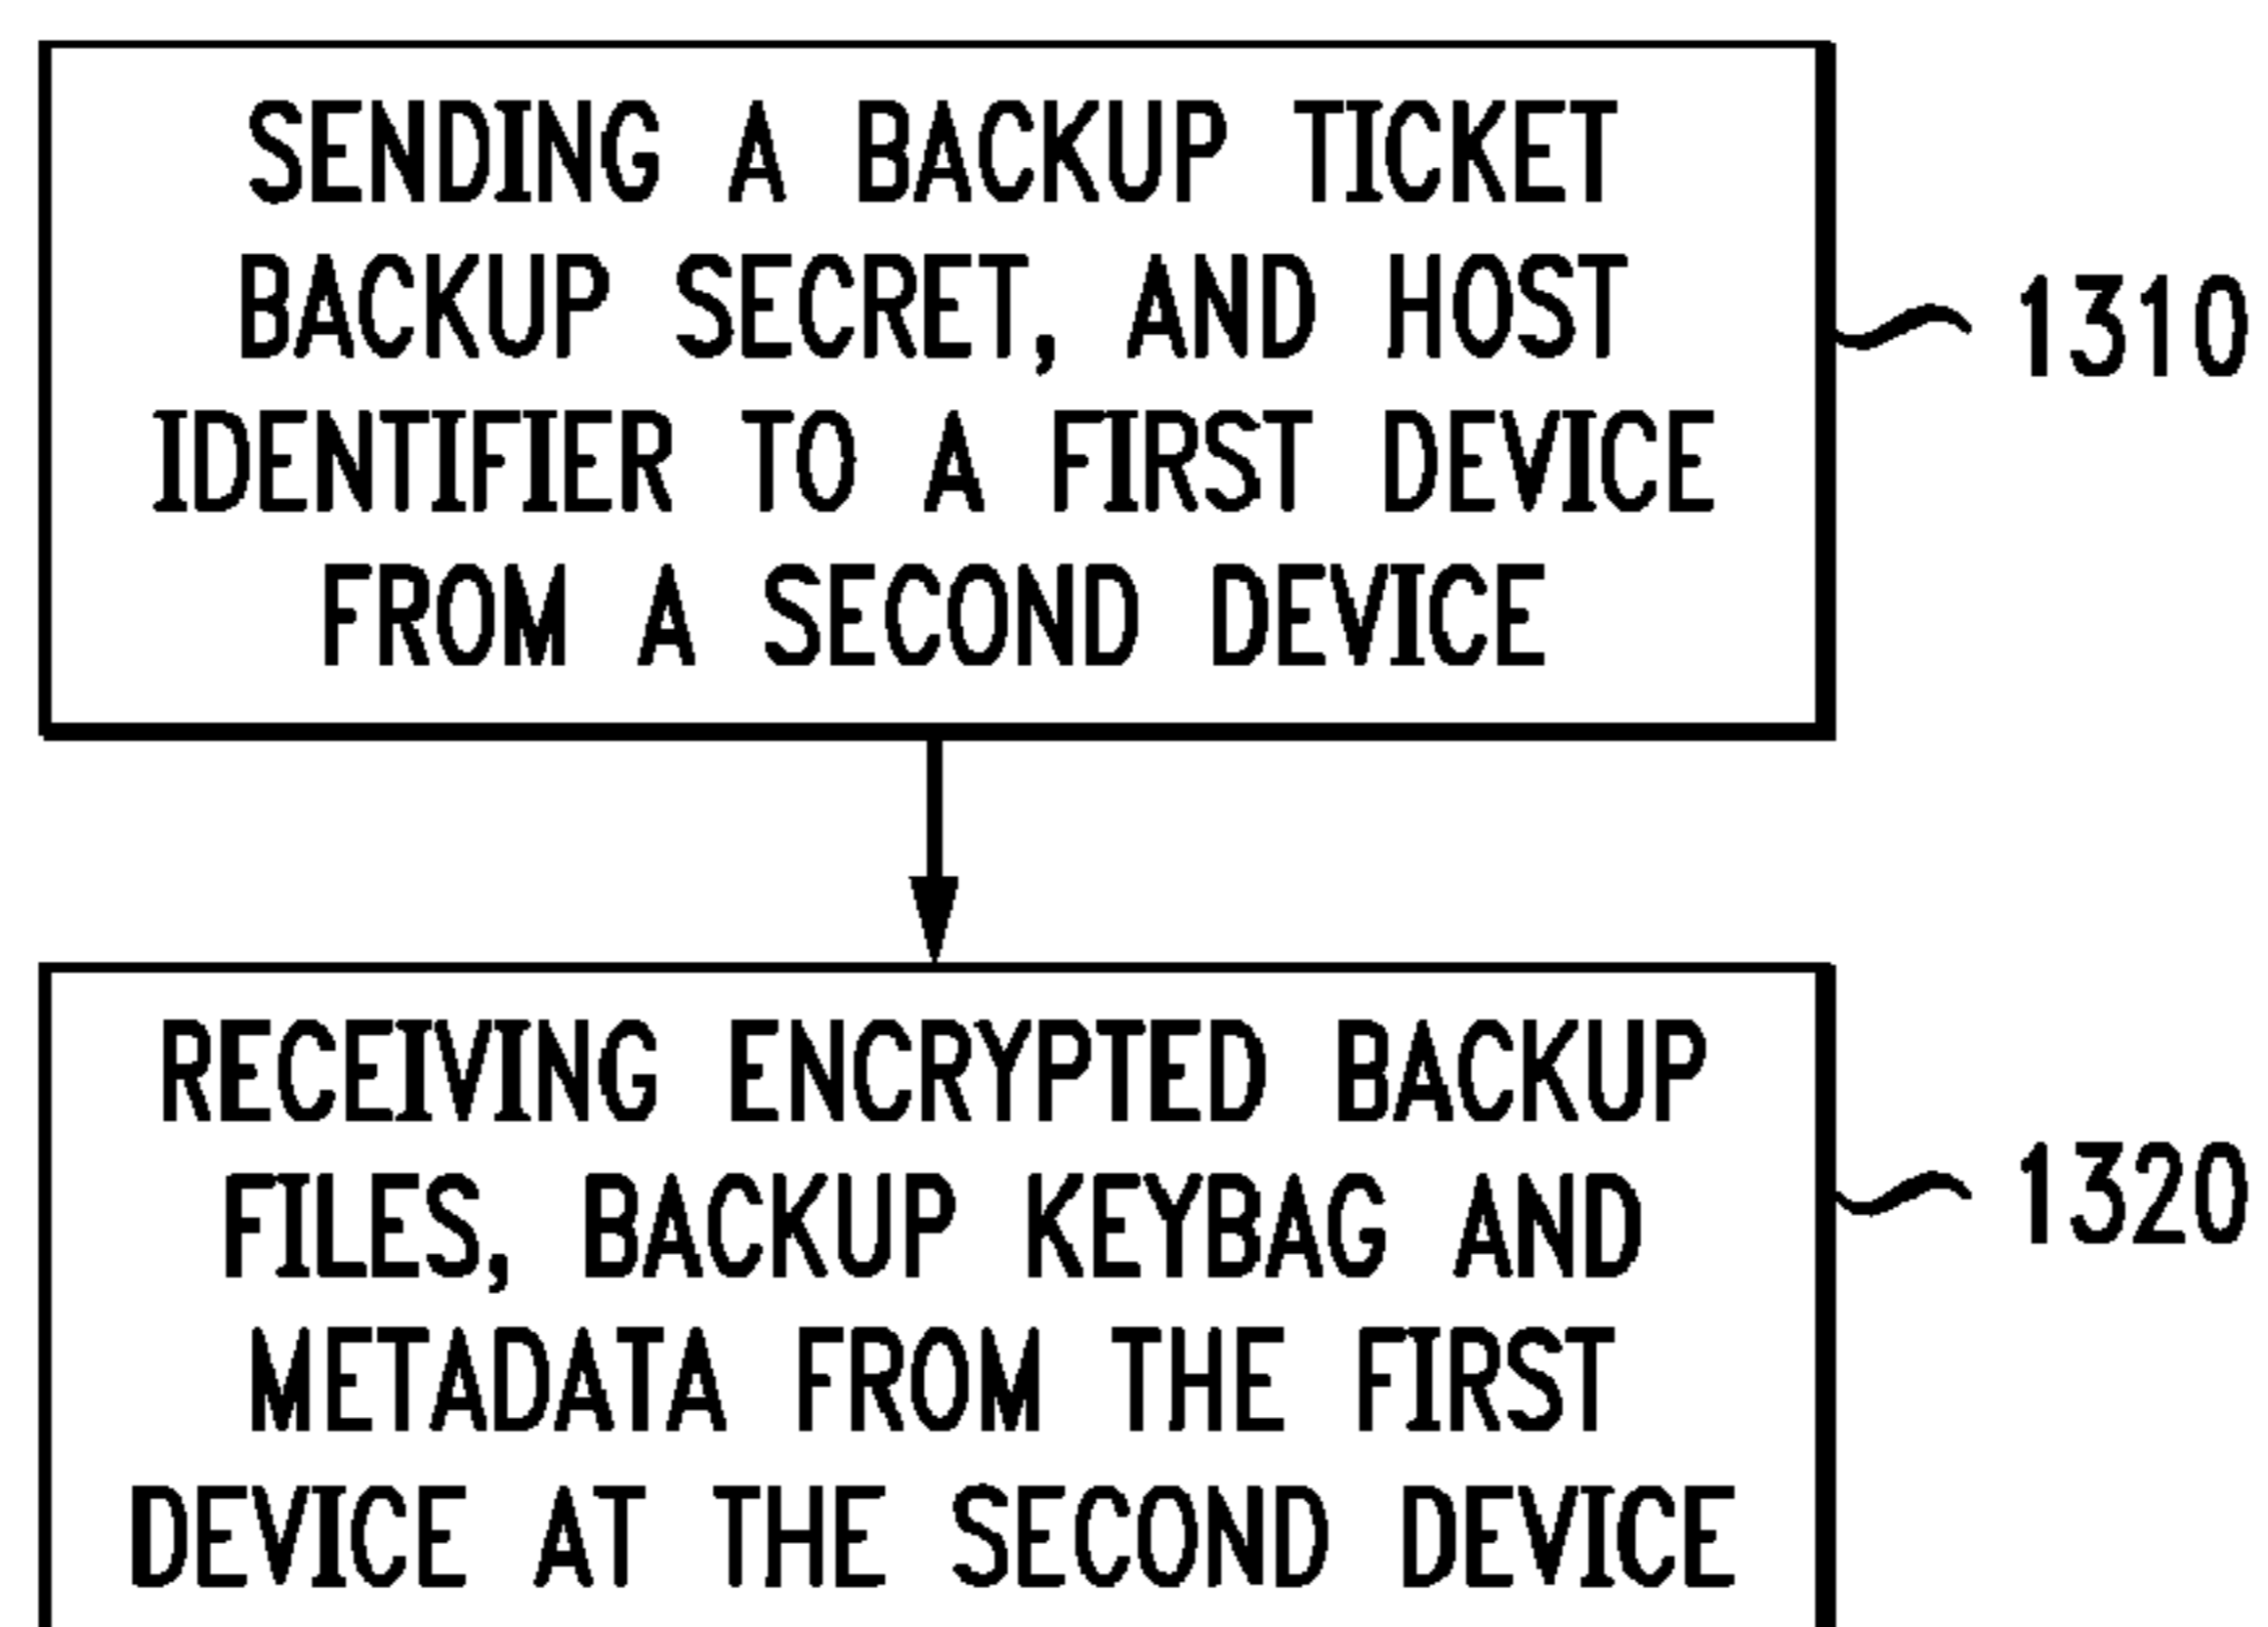 SENDING A BACKUP TICKET
BACKUP SECRET, AND HOST
IDENTIFIER TO A FIRST DEVICE
FROM A SECOND DEVICE
1310
RECEIVING ENCRYPTED BACKUP
FILES, BACKUP KEYBAG AND
METADATA FROM THE FIRST
DEVICE AT THE SECOND DEVICE
1320